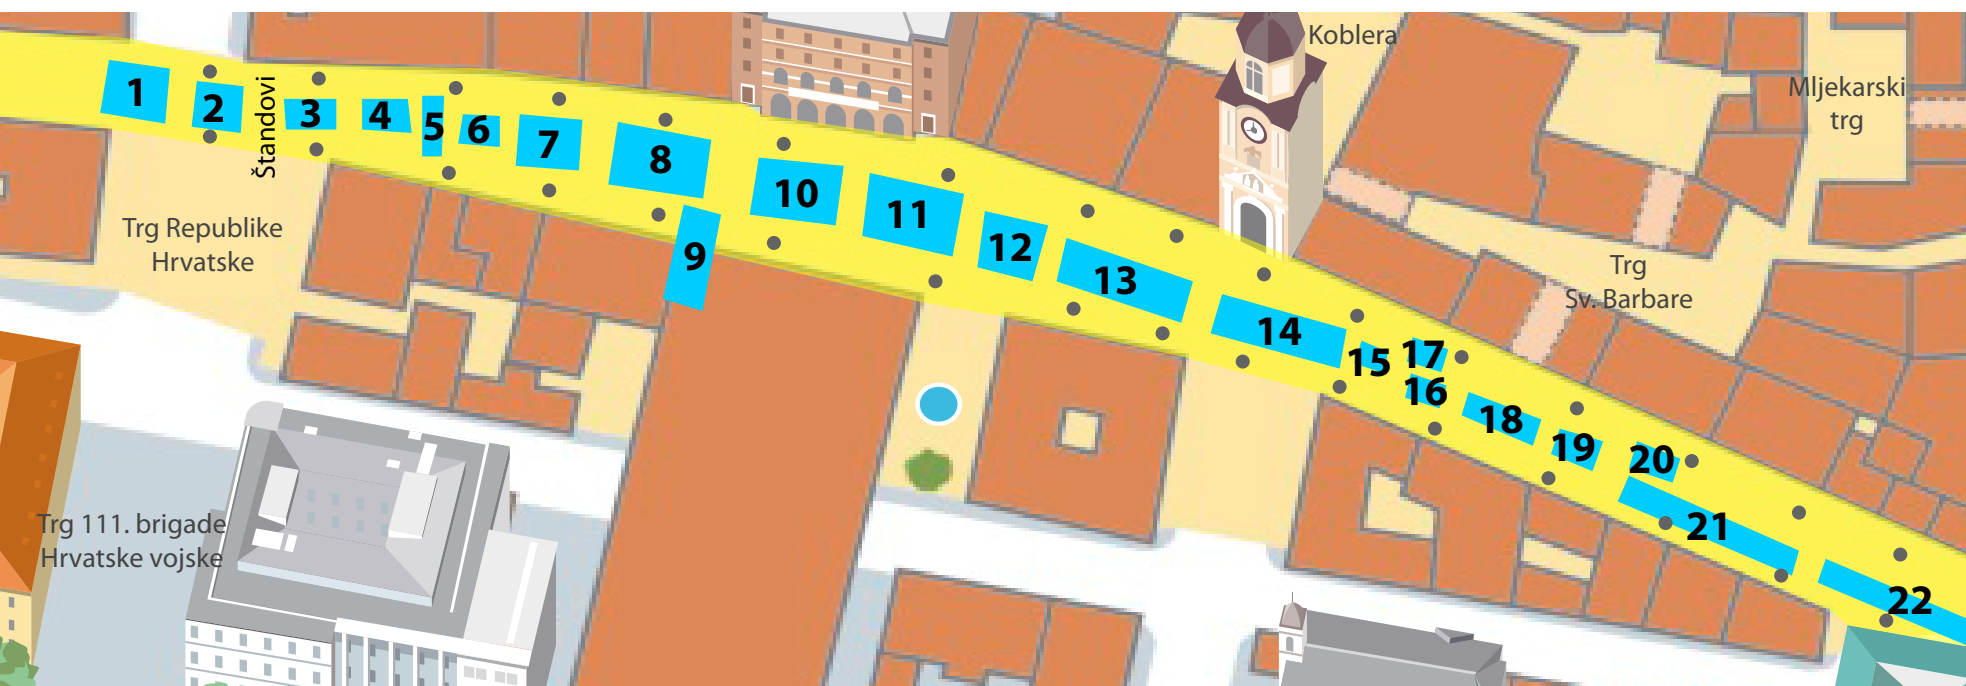 Koblera
Mljekarski
trg
Štandovi
1
2
3
4
5
6
7
8
9
10
11
12
13
14
15
16
17
18
19
20
21
22
Trg Republike
Hrvatske
Trg
Sv. Barbare
Trg 111. brigade
Hrvatske vojske